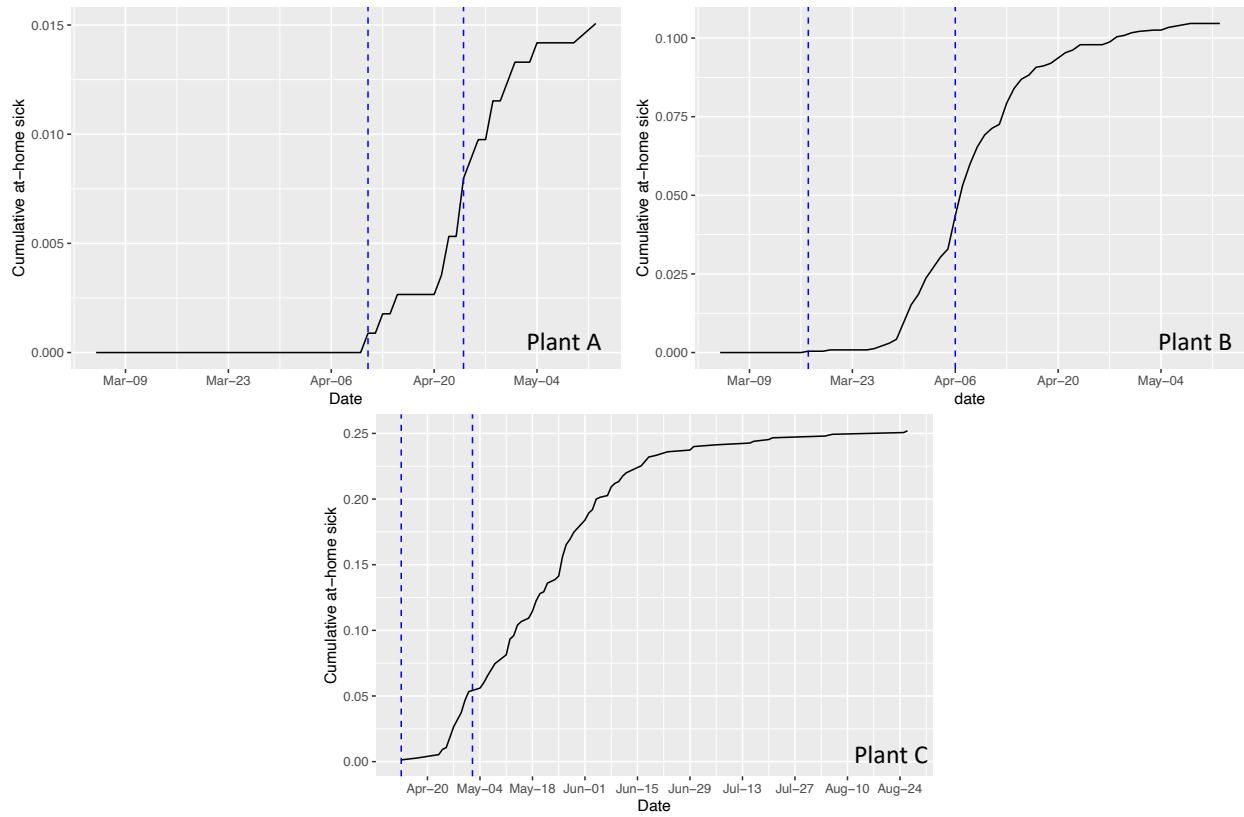 Cumulative at−home sick
0.015
0.010
0.005
0.000
Plant A
Mar−09 Mar−23 Apr−06 Apr−20 May−04
Date
Cumulative at−home sick
0.100
0.075
0.050
0.025
0.000
Plant B
Mar−09 Mar−23 Apr−06 Apr−20 May−04
date
Cumulative at−home sick
0.25
0.20
0.15
0.10
0.05
0.00
Plant C
Apr−20 May−04 May−18 Jun−01 Jun−15 Jun−29 Jul−13 Jul−27 Aug−10 Aug−24
Date